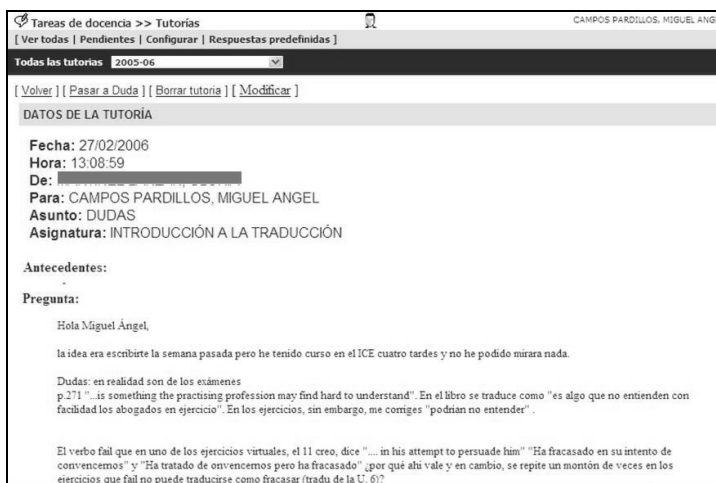 Tareas de docencia >> Tutorías
CAMPOS PARDILLOS, MIGUEL ANG
[ Ver todas | Pendientes | Configurar | Respuestas predefinidas ]
Todas las tutorias 2005-06
[ Volver ] [ Pasar a Duda ] [ Borrar tutoria ] [ Modificar ]
DATOS DE LA TUTORÍA
Fecha: 27/02/2006
Hora: 13:08:59
De:
Para: CAMPOS PARDILLOS, MIGUEL ANGEL
Asunto: DUDAS
Asignatura: INTRODUCCIÓN A LA TRADUCCIÓN
Antecedentes:
-
Pregunta:
Hola Miguel Ángel,
la idea era escribirte la semana pasada pero he tenido curso en el ICE cuatro tardes y no he podido mirara nada.
Dudas: en realidad son de los exámenes
p.271 "...is something the practising profession may find hard to understand". En el libro se traduce como "es algo que no entienden con
facilidad los abogados en ejercicio". En los ejercicios, sin embargo, me corriges "podrian no entender" .
El verbo fail que en uno de los ejercicios virtuales, el 11 creo, dice ".... in his attempt to persuade him" "Ha fracasado en su intento de
convencernos" y "Ha tratado de onvencernos pero ha fracasado" ¿por qué ahi vale y en cambio, se repite un montón de veces en los
ejercicios que fail no puede traducirse como fracasar (tradu de la U. 6)?